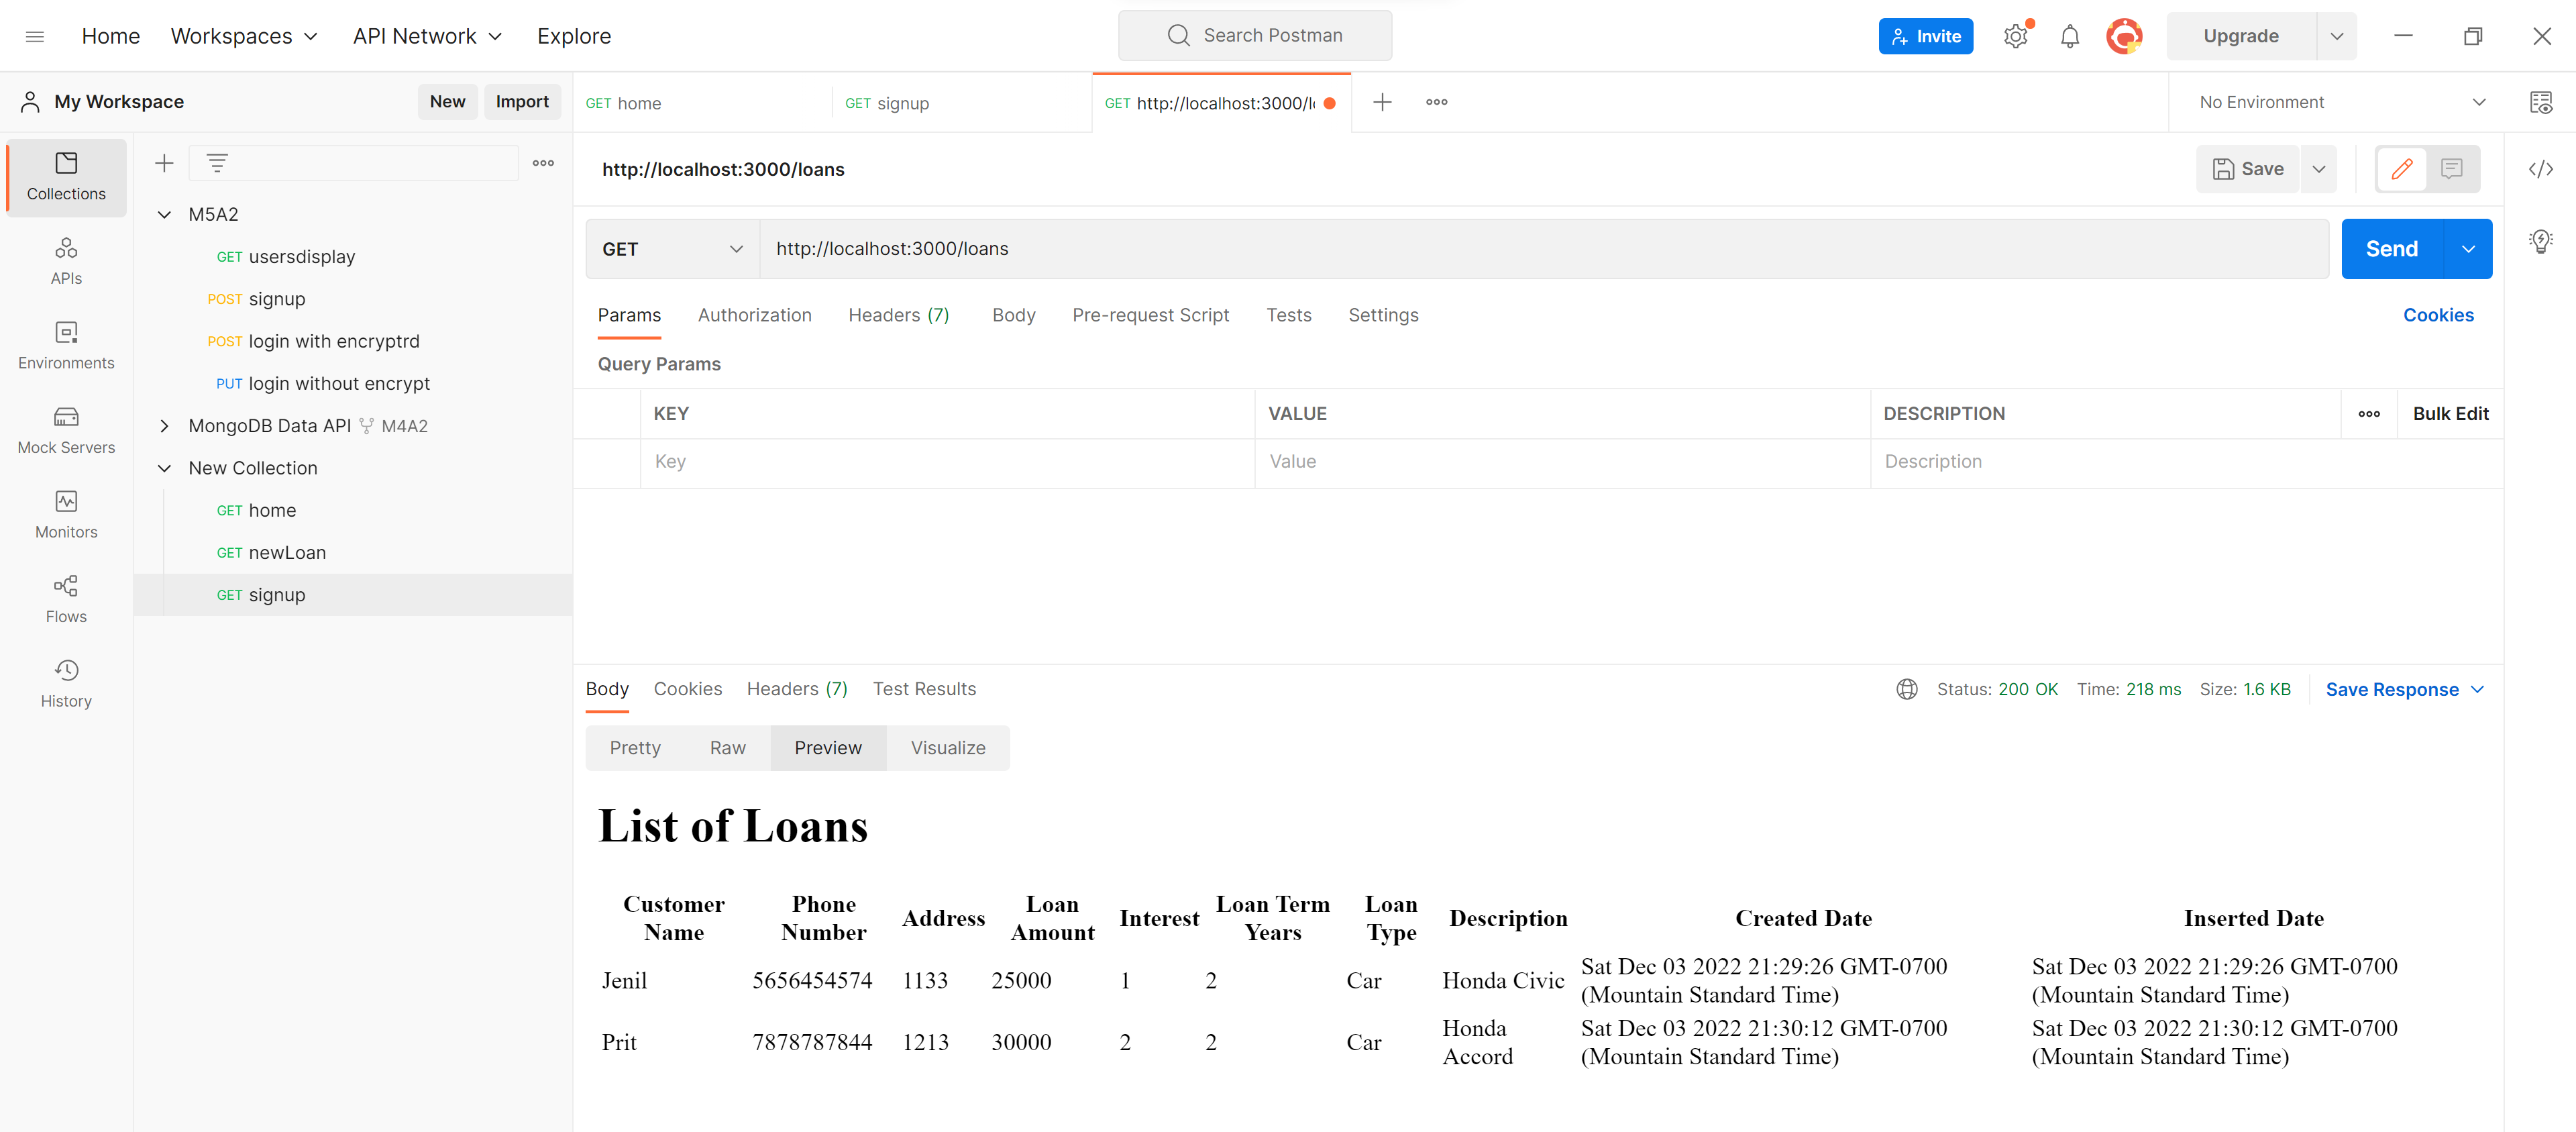 Home Workspaces API Network Explore Search Postman Invite Upgrade
My Workspace New Import GET home GET signup GET http://localhost:3000/l No Environment
Collections
APIs
Environments
Mock Servers
Monitors
Flows
History
M5A2
GET usersdisplay
POST signup
POST login with encryptrd
PUT login without encrypt
MongoDB Data API M4A2
New Collection
GET home
GET newLoan
GET signup
http://localhost:3000/loans Save
GET http://localhost:3000/loans Send
Params Authorization Headers (7) Body Pre-request Script Tests Settings Cookies
Query Params
KEY VALUE DESCRIPTION Bulk Edit
Key Value Description
Body Cookies Headers (7) Test Results Status: 200 OK Time: 218 ms Size: 1.6 KB Save Response
Pretty Raw Preview Visualize
List of Loans
Customer Name Phone Number Address Loan Amount Interest Loan Term Years Loan Type Description Created Date Inserted Date
Jenil 5656454574 1133 25000 1 2 Car Honda Civic Sat Dec 03 2022 21:29:26 GMT-0700 (Mountain Standard Time) Sat Dec 03 2022 21:29:26 GMT-0700 (Mountain Standard Time)
Prit 7878787844 1213 30000 2 2 Car Honda Accord Sat Dec 03 2022 21:30:12 GMT-0700 (Mountain Standard Time) Sat Dec 03 2022 21:30:12 GMT-0700 (Mountain Standard Time)